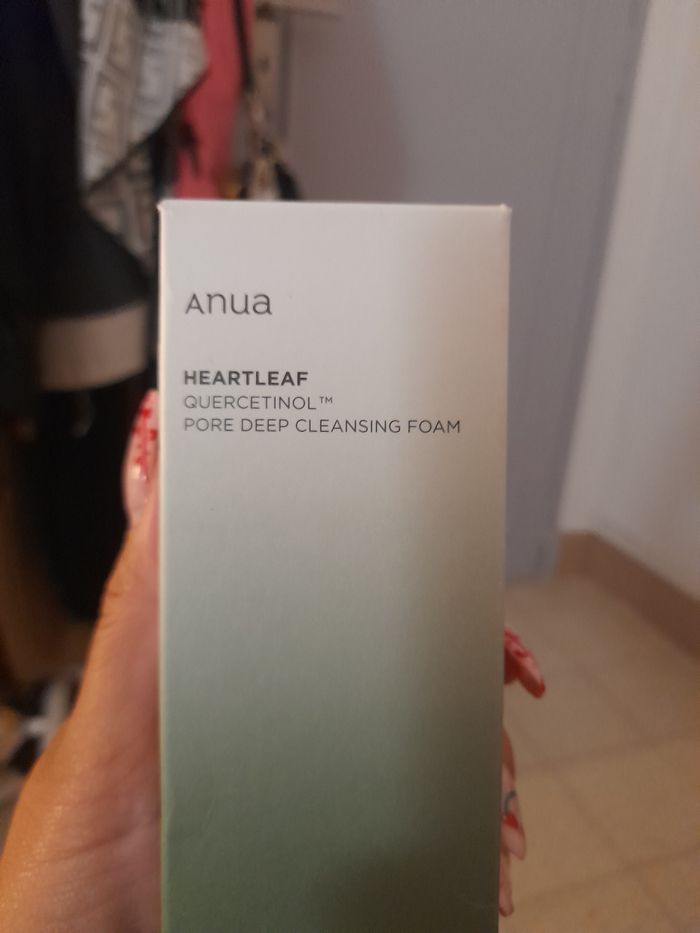 Anua
HEARTLEAF
QUERCETINOL™
PORE DEEP CLEANSING FOAM